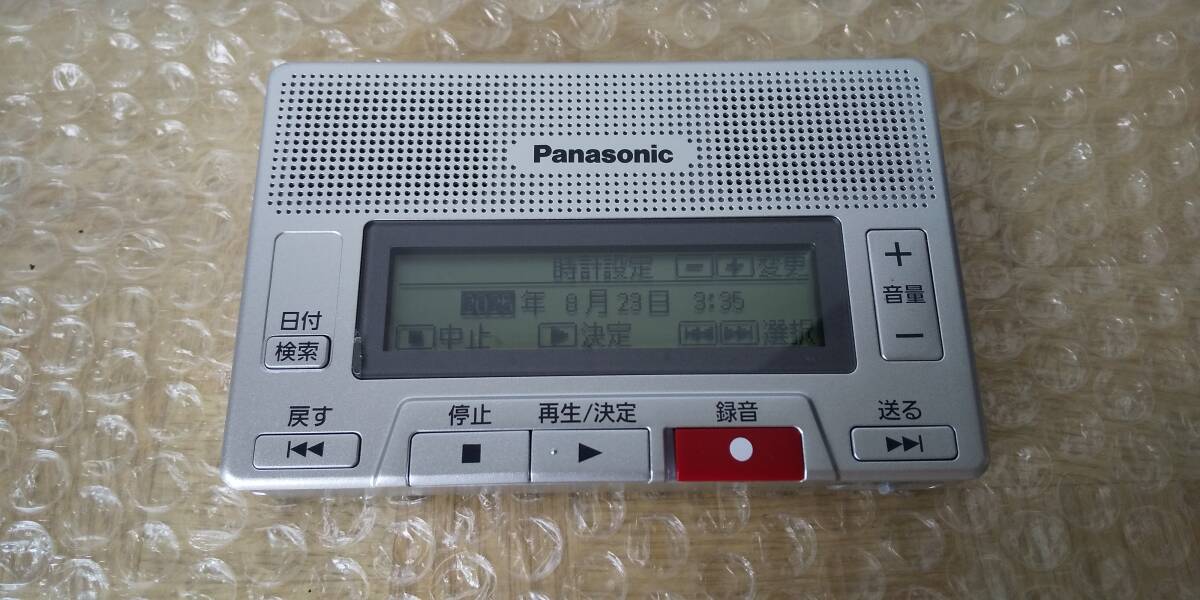 Panasonic
時計設定 − + 変更
年 8月23日 3:35
■ 中止 ▶ 決定 |◀◀ ▶▶| 選択
+
音量
−
日付
検索
戻す
|◀◀
停止
■
再生/決定
▶
録音
●
送る
▶▶|